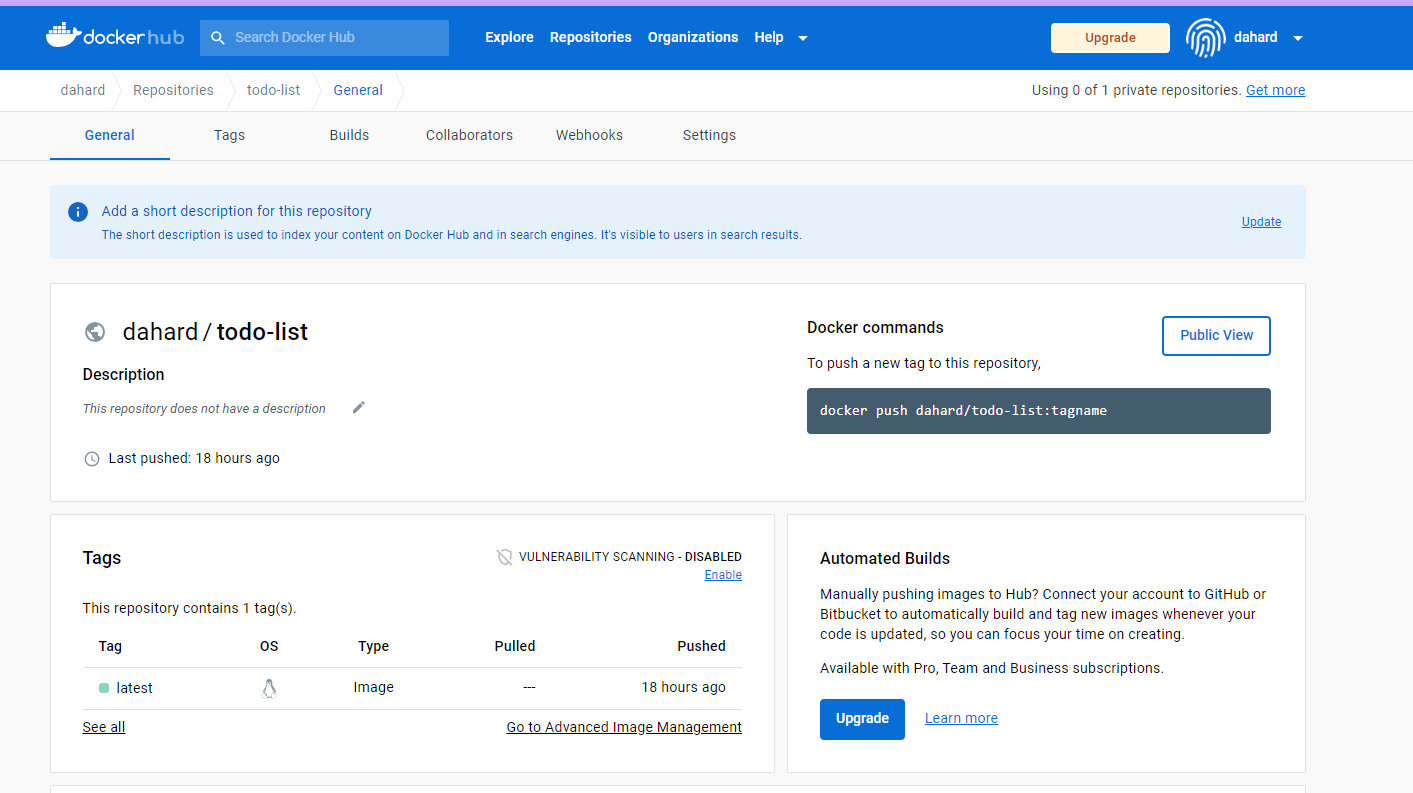 docker hub
Search Docker Hub
Explore
Repositories
Organizations
Help
Upgrade
dahard
dahard
Repositories
todo-list
General
Using 0 of 1 private repositories. Get more
General
Tags
Builds
Collaborators
Webhooks
Settings
Add a short description for this repository
The short description is used to index your content on Docker Hub and in search engines. It's visible to users in search results.
Update
dahard / todo-list
Description
This repository does not have a description
Last pushed: 18 hours ago
Docker commands
Public View
To push a new tag to this repository,
docker push dahard/todo-list:tagname
Tags
VULNERABILITY SCANNING - DISABLED
Enable
This repository contains 1 tag(s).
Tag OS Type Pulled Pushed
latest Image --- 18 hours ago
See all
Go to Advanced Image Management
Automated Builds
Manually pushing images to Hub? Connect your account to GitHub or
Bitbucket to automatically build and tag new images whenever your
code is updated, so you can focus your time on creating.
Available with Pro, Team and Business subscriptions.
Upgrade
Learn more